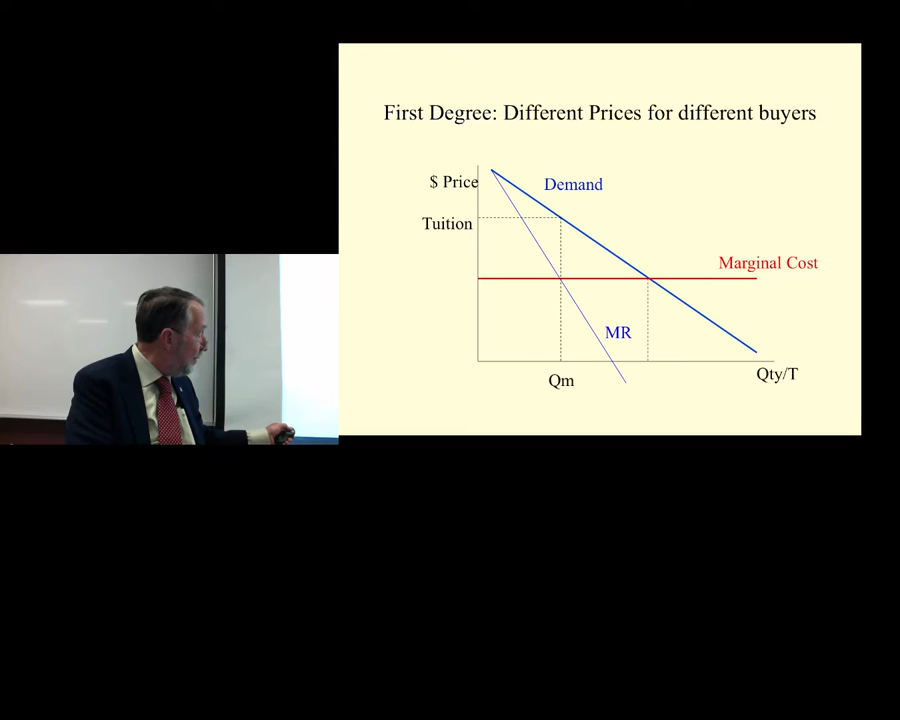 First Degree: Different Prices for different buyers
$ Price
Demand
Tuition
Marginal Cost
MR
Qm
Qty/T